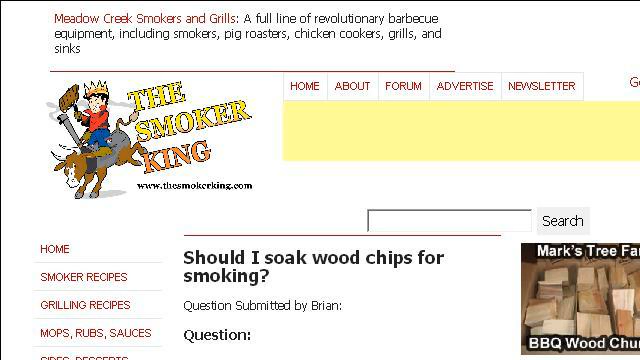 Meadow Creek Smokers and Grills: A full line of revolutionary barbecue
equipment, including smokers, pig roasters, chicken cookers, grills, and
sinks
THE
SMOKER
KING
www.thesmokerking.com
HOME ABOUT FORUM ADVERTISE NEWSLETTER
Search
HOME
SMOKER RECIPES
GRILLING RECIPES
MOPS, RUBS, SAUCES
SIDES, DESSERTS
Should I soak wood chips for
smoking?
Question Submitted by Brian:
Question:
Mark's Tree Fa
BBQ Wood Chu